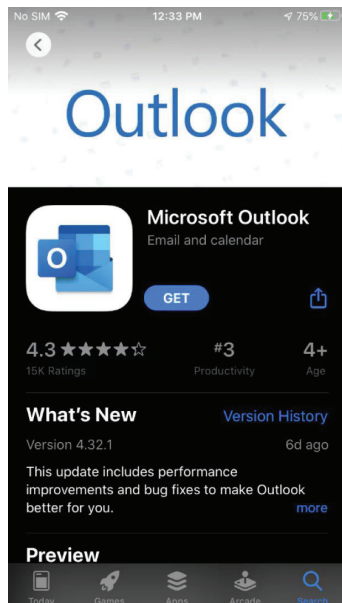 No SIM 12:33 PM 75%
Outlook
Microsoft Outlook
Email and calendar
O
GET
4.3 #3 4+
15K Ratings Productivity Age
What's New Version History
Version 4.32.1 6d ago
This update includes performance
improvements and bug fixes to make Outlook
better for you. more
Preview
Today Games Apps Arcade Search